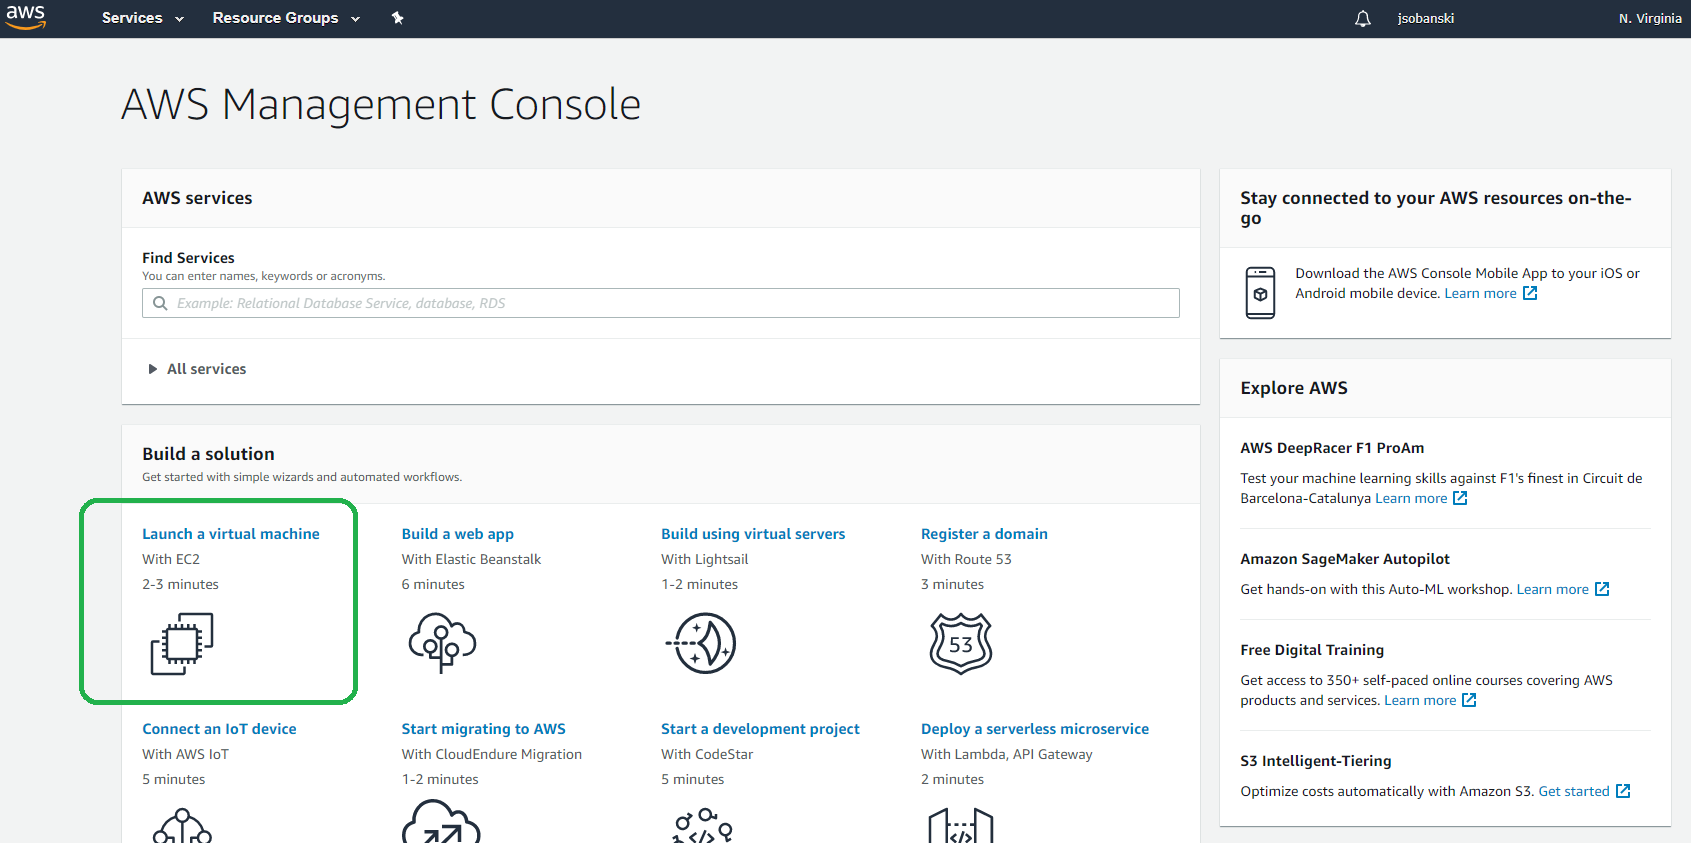 aws Services Resource Groups jsobanski N. Virginia
AWS Management Console
AWS services
Find Services
You can enter names, keywords or acronyms.
Example: Relational Database Service, database, RDS
All services
Build a solution
Get started with simple wizards and automated workflows.
Launch a virtual machine
With EC2
2-3 minutes
Build a web app
With Elastic Beanstalk
6 minutes
Build using virtual servers
With Lightsail
1-2 minutes
Register a domain
With Route 53
3 minutes
53
Connect an IoT device
With AWS IoT
5 minutes
Start migrating to AWS
With CloudEndure Migration
1-2 minutes
Start a development project
With CodeStar
5 minutes
Deploy a serverless microservice
With Lambda, API Gateway
2 minutes
</>
</>
Stay connected to your AWS resources on-the-
go
Download the AWS Console Mobile App to your iOS or
Android mobile device. Learn more
Explore AWS
AWS DeepRacer F1 ProAm
Test your machine learning skills against F1's finest in Circuit de
Barcelona-Catalunya Learn more
Amazon SageMaker Autopilot
Get hands-on with this Auto-ML workshop. Learn more
Free Digital Training
Get access to 350+ self-paced online courses covering AWS
products and services. Learn more
S3 Intelligent-Tiering
Optimize costs automatically with Amazon S3. Get started